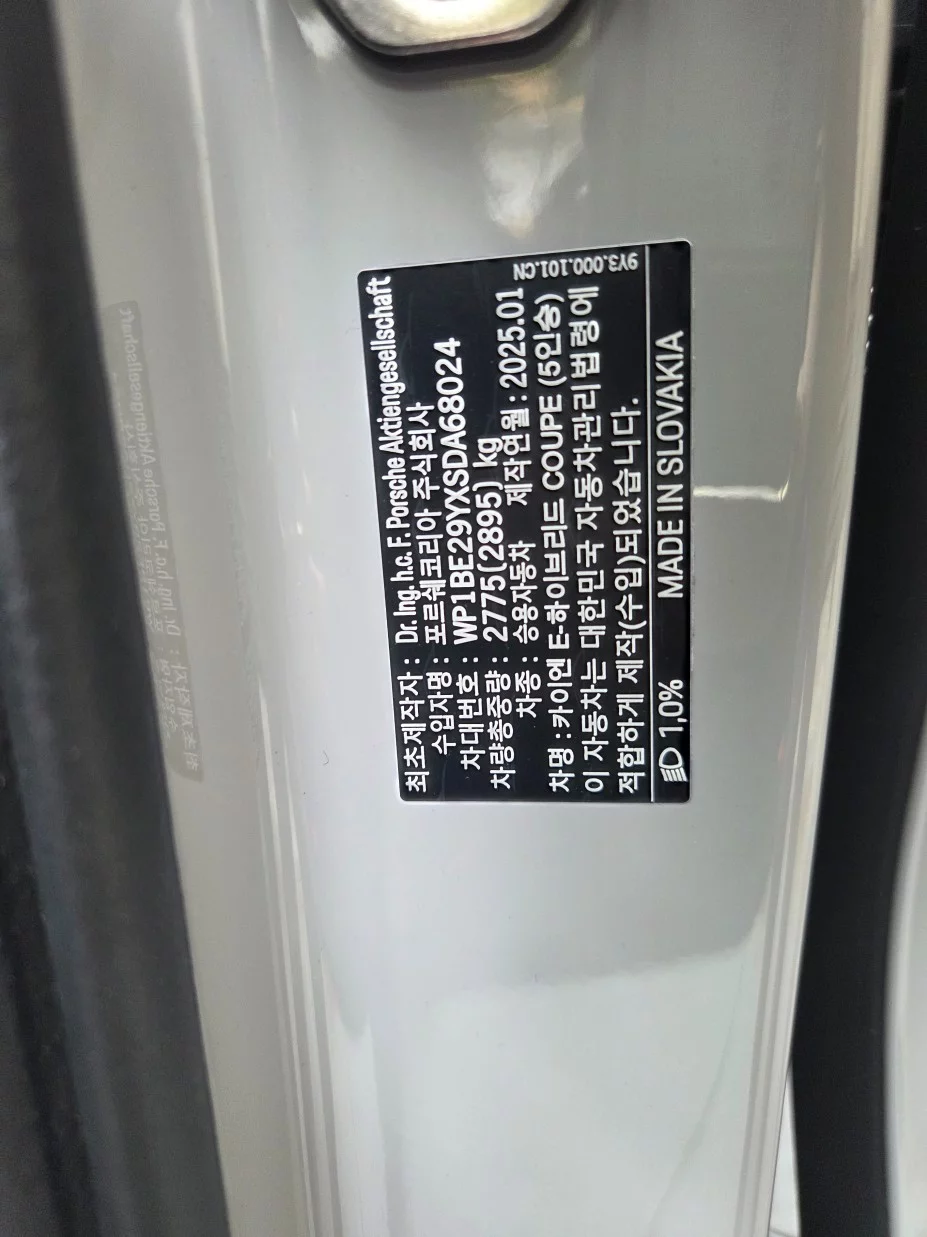 최초제작자 : Dr. Ing. h.c. F. Porsche Aktiengesellschaft
수입자명 : 포르쉐코리아 주식회사
차대번호 : WP1BE29YXSDA68024
차량총중량 : 2775(2895) kg
차종 : 승용자동차 제작연월 : 2025.01
차명 : 카이엔 E-하이브리드 COUPE (5인승)
이 자동차는 대한민국 자동차관리법령에
적합하게 제작(수입)되었습니다.
9Y3.000.101.CN
1,0% MADE IN SLOVAKIA